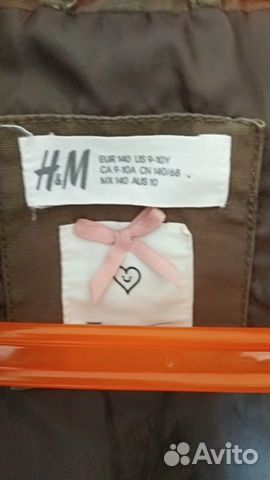 H&M
EUR 140 US 9-10Y
CA 9-10A CN 140/68
MX 140 AUS 10
Avito